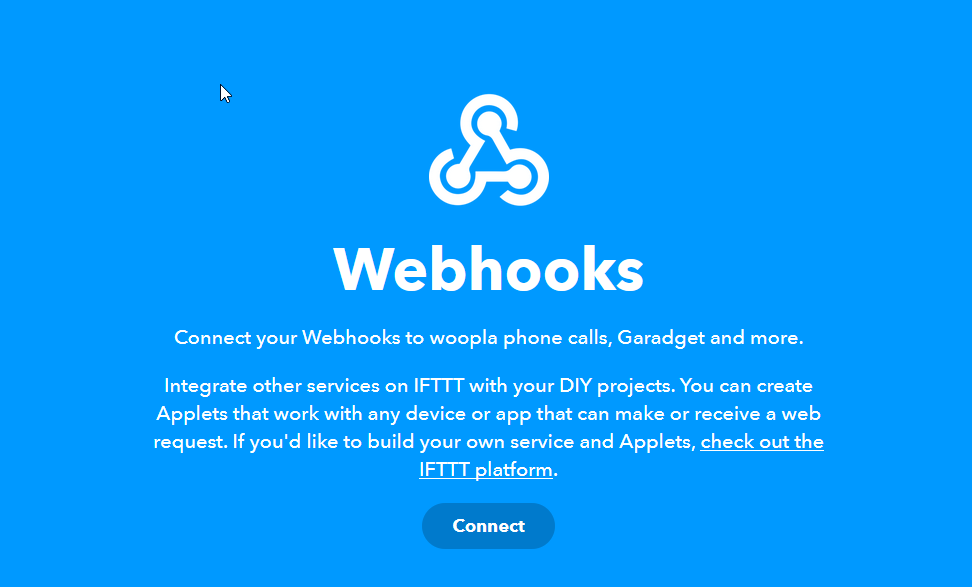 Webhooks
Connect your Webhooks to woopla phone calls, Garadget and more.
Integrate other services on IFTTT with your DIY projects. You can create
Applets that work with any device or app that can make or receive a web
request. If you'd like to build your own service and Applets, check out the
IFTTT platform.
Connect